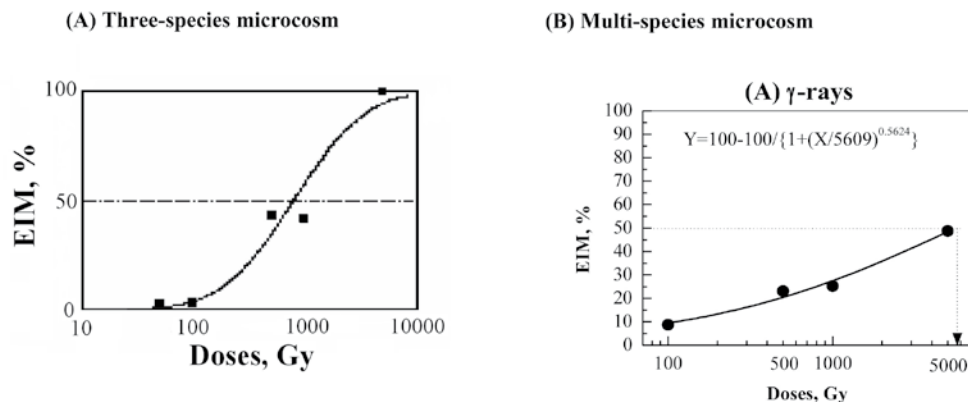 (A) Three-species microcosm
EIM, %
100
50
0
10
100
1000
10000
Doses, Gy
(B) Multi-species microcosm
(A) γ-rays
Y=100-100/{1+(X/5609)^0.5624}
EIM, %
100
90
80
70
60
50
40
30
20
10
0
100
500
1000
5000
Doses, Gy